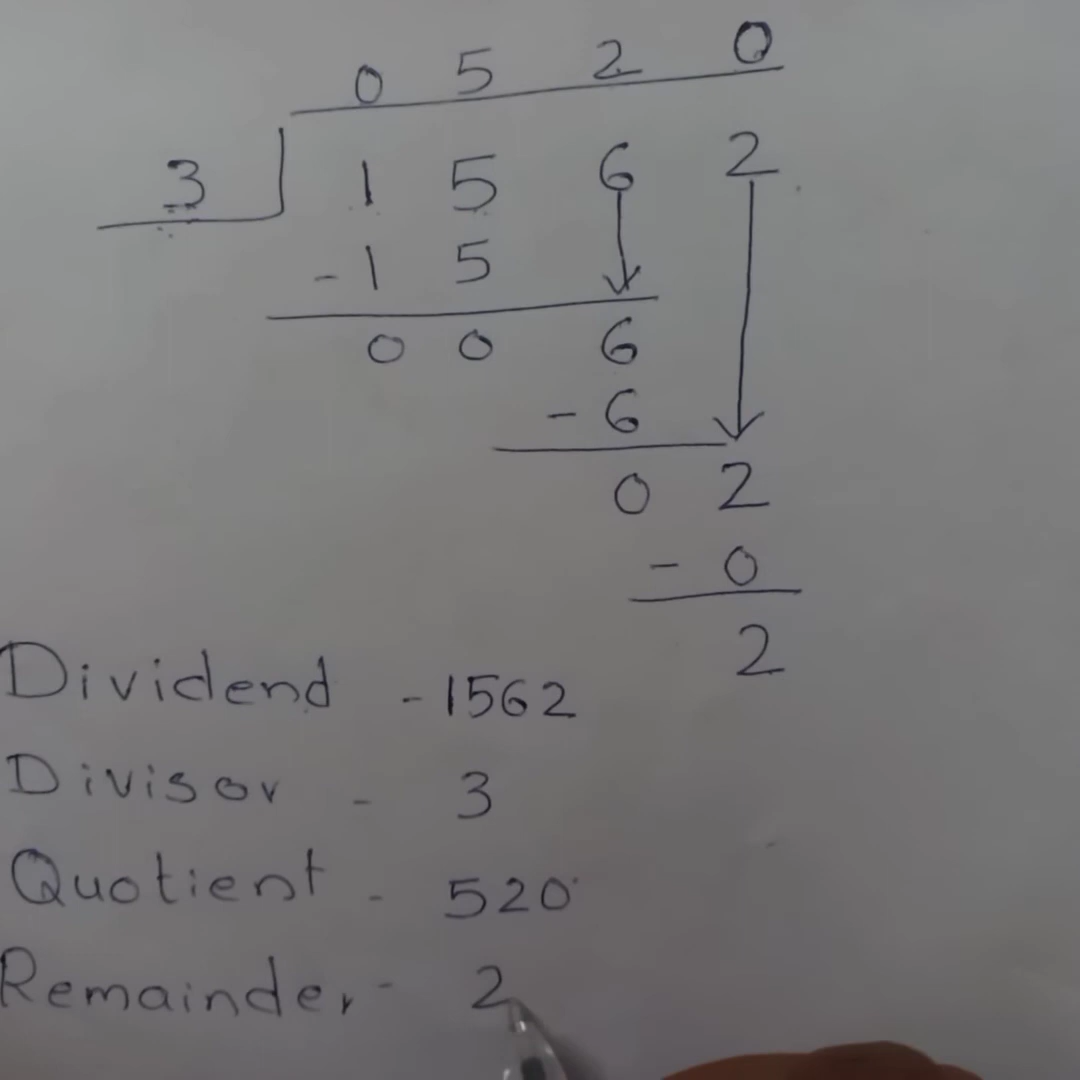 0 5 2 0
3 1 5 6 2
- 1 5
0 0 6
- 6
0 2
- 0
2
Dividend - 1562
Divisor - 3
Quotient - 520
Remainder - 2